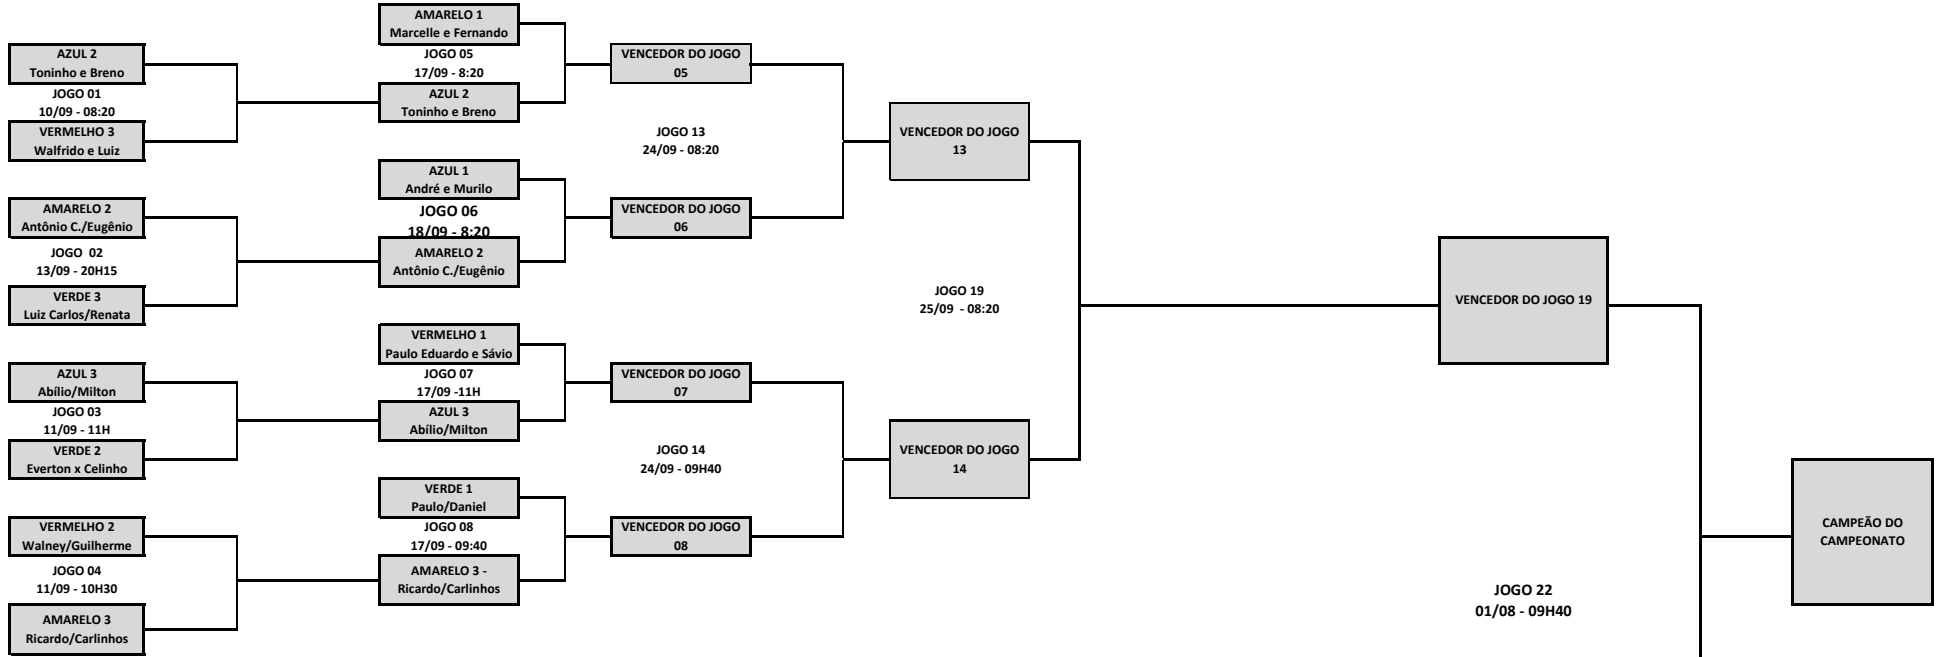 AZUL 2
Toninho e Breno
JOGO 01
10/09 - 08:20
VERMELHO 3
Walfrido e Luiz
AMARELO 2
Antônio C./Eugênio
JOGO  02
13/09 - 20H15
VERDE 3
Luiz Carlos/Renata
AZUL 3
Abílio/Milton
JOGO 03
11/09 - 11H
VERDE 2
Everton x Celinho
VERMELHO 2
Walney/Guilherme
JOGO 04
11/09 - 10H30
AMARELO 3
Ricardo/Carlinhos
AMARELO 1
Marcelle e Fernando
JOGO 05
17/09 - 8:20
AZUL 2
Toninho e Breno
AZUL 1
André e Murilo
JOGO 06
18/09 - 8:20
AMARELO 2
Antônio C./Eugênio
VERMELHO 1
Paulo Eduardo e Sávio
JOGO 07
17/09 -11H
AZUL 3
Abílio/Milton
VERDE 1
Paulo/Daniel
JOGO 08
17/09 - 09:40
AMARELO 3 -
Ricardo/Carlinhos
VENCEDOR DO JOGO
05
JOGO 13
24/09 - 08:20
VENCEDOR DO JOGO
06
VENCEDOR DO JOGO
07
JOGO 14
24/09 - 09H40
VENCEDOR DO JOGO
08
VENCEDOR DO JOGO
13
JOGO 19
25/09  - 08:20
VENCEDOR DO JOGO
14
VENCEDOR DO JOGO 19
JOGO 22
01/08 - 09H40
CAMPEÃO DO
CAMPEONATO